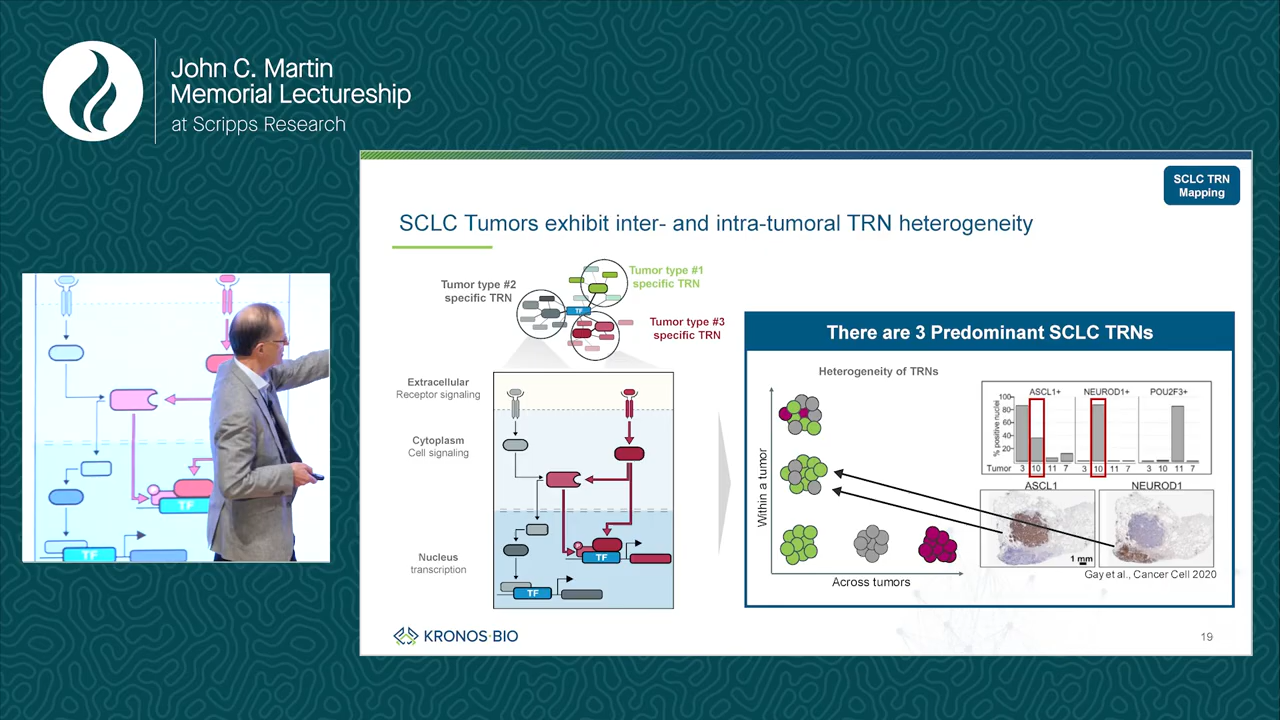 John C. Martin
Memorial Lectureship
at Scripps Research
SCLC TRN
Mapping
SCLC Tumors exhibit inter- and intra-tumoral TRN heterogeneity
Tumor type #1
specific TRN
Tumor type #2
specific TRN
TF
Tumor type #3
specific TRN
Extracellular
Receptor signaling
Cytoplasm
Cell signaling
Nucleus
transcription
TF
TF
There are 3 Predominant SCLC TRNs
Heterogeneity of TRNs
Within a tumor
Across tumors
ASCL1+ NEUROD1+ POU2F3+
% positive nuclei
100
80
60
40
20
Tumor 3 10 11 7 3 10 11 7 3 10 11 7
ASCL1 NEUROD1
1 mm
Gay et al., Cancer Cell 2020
KRONOS·BIO
19
TF
TF